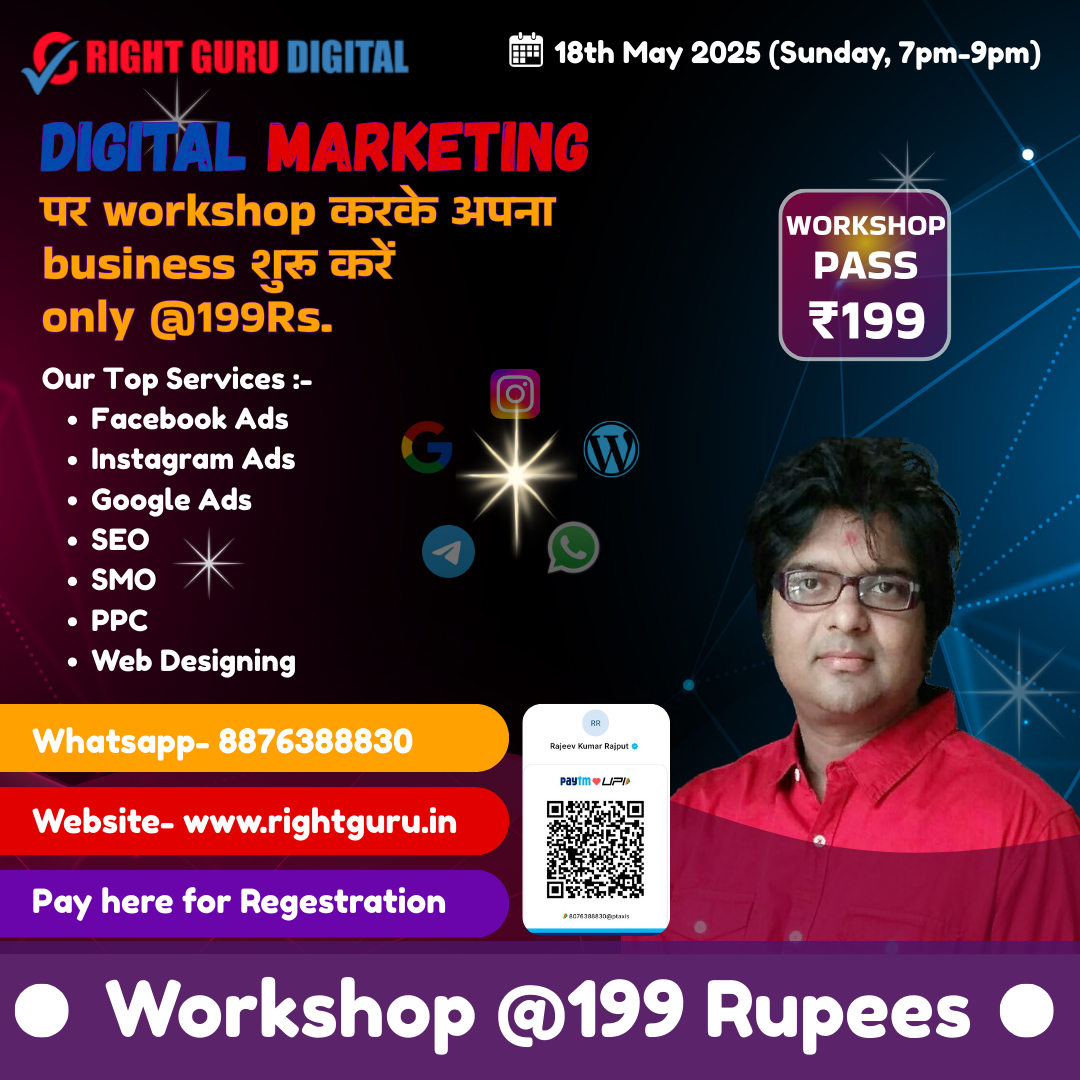 RIGHT GURU DIGITAL
18th May 2025 (Sunday, 7pm-9pm)
DIGITAL MARKETING
पर workshop करके अपना
business शुरु करें
only @199Rs.
WORKSHOP
PASS
₹199
Our Top Services :-
• Facebook Ads
• Instagram Ads
• Google Ads
• SEO
• SMO
• PPC
• Web Designing
Whatsapp- 8876388830
Website- www.rightguru.in
Pay here for Regestration
RR
Rajeev Kumar Rajput
paytm UPI
8076388830@ptaxis
Workshop @199 Rupees